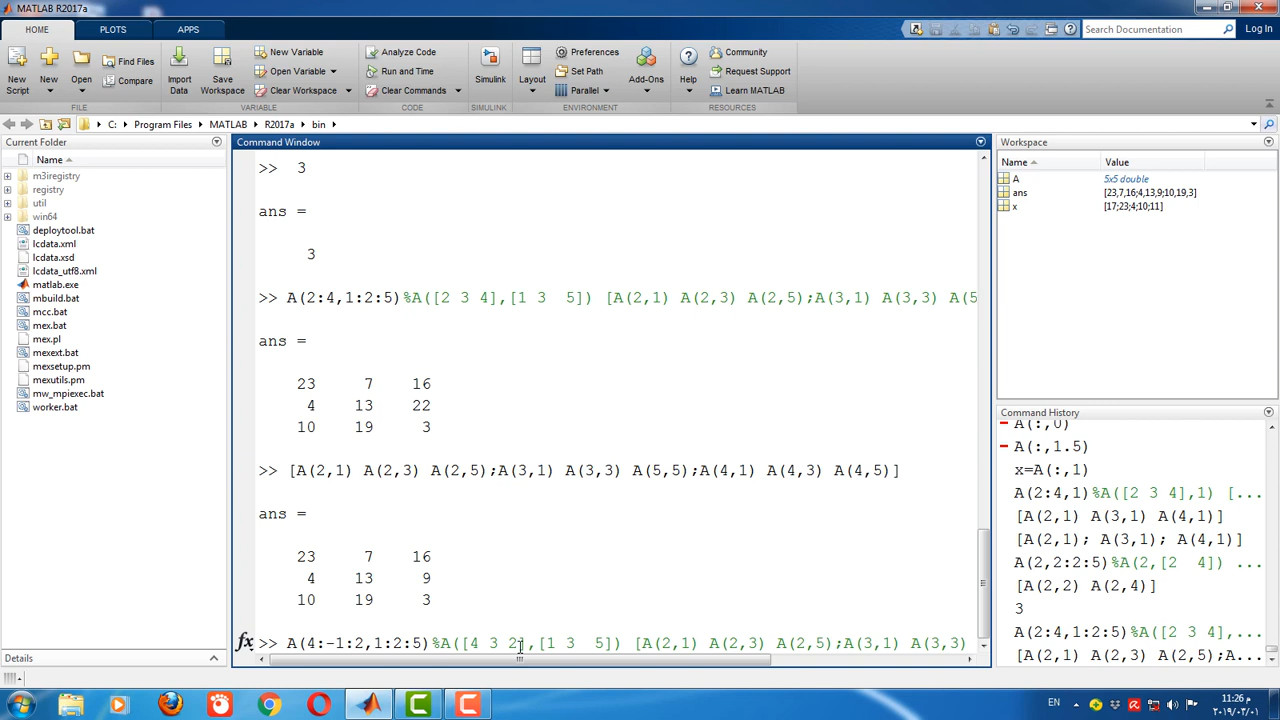 MATLAB R2017a
HOME PLOTS APPS
Search Documentation Log In
New Script
New
Open
Find Files
Compare
FILE
Import Data
Save Workspace
New Variable
Open Variable
Clear Workspace
VARIABLE
Analyze Code
Run and Time
Clear Commands
CODE
Simulink
SIMULINK
Layout
Preferences
Set Path
Parallel
Add-Ons
ENVIRONMENT
Help
Community
Request Support
Learn MATLAB
RESOURCES
C: Program Files MATLAB R2017a bin
Current Folder
Name
m3iregistry
registry
util
win64
deploytool.bat
lcdata.xml
lcdata.xsd
lcdata_utf8.xml
matlab.exe
mbuild.bat
mcc.bat
mex.bat
mex.pl
mexext.bat
mexsetup.pm
mexutils.pm
mw_mpiexec.bat
worker.bat
Details
Command Window
>> 3
ans =
3
>> A(2:4,1:2:5)%A([2 3 4],[1 3  5]) [A(2,1) A(2,3) A(2,5);A(3,1) A(3,3) A(5
ans =
23 7 16
4 13 22
10 19 3
>> [A(2,1) A(2,3) A(2,5);A(3,1) A(3,3) A(5,5);A(4,1) A(4,3) A(4,5)]
ans =
23 7 16
4 13 9
10 19 3
fx >> A(4:-1:2,1:2:5)%A([4 3 2],[1 3  5]) [A(2,1) A(2,3) A(2,5);A(3,1) A(3,3)
Workspace
Name Value
A 5x5 double
ans [23,7,16;4,13,9;10,19,3]
x [17;23;4;10;11]
Command History
A(:,0)
A(:,1.5)
x=A(:,1)
A(2:4,1)%A([2 3 4],1) [...
[A(2,1) A(3,1) A(4,1)]
[A(2,1); A(3,1); A(4,1)]
A(2,2:2:5)%A(2,[2  4]) ...
[A(2,2) A(2,4)]
3
A(2:4,1:2:5)%A([2 3 4],...
[A(2,1) A(2,3) A(2,5);A...
EN
۱۱:۲۶ م
۲۰۱۹/۰۳/۰۱